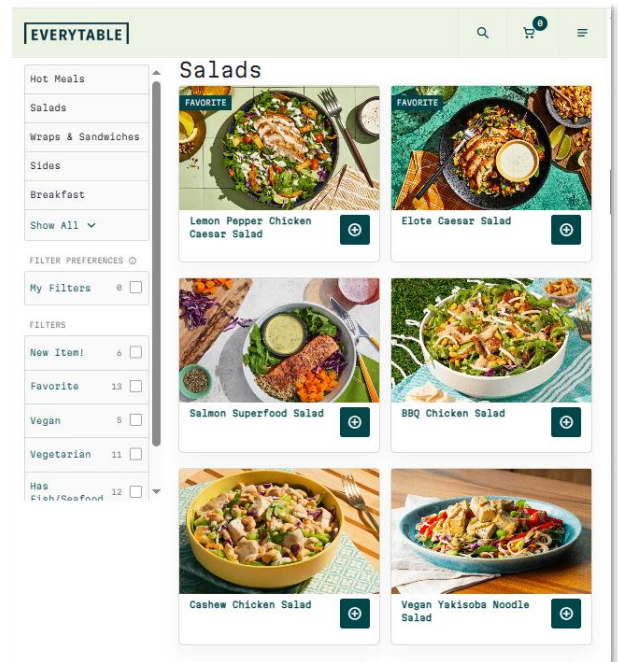 EVERYTABLE
0
Hot Meals
Salads
Wraps & Sandwiches
Sides
Breakfast
Show All
FILTER PREFERENCES
My Filters 0
FILTERS
New Item! 6
Favorite 13
Vegan 5
Vegetarian 11
Has
Fish/Seafood 12
Salads
FAVORITE
Lemon Pepper Chicken
Caesar Salad
FAVORITE
Elote Caesar Salad
Salmon Superfood Salad
BBQ Chicken Salad
Cashew Chicken Salad
Vegan Yakisoba Noodle
Salad